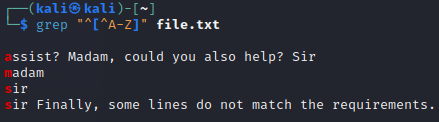 ┌──(kali㉿kali)-[~]
└─$ grep "^[^A-Z]" file.txt
assist? Madam, could you also help? Sir
madam
sir
sir Finally, some lines do not match the requirements.